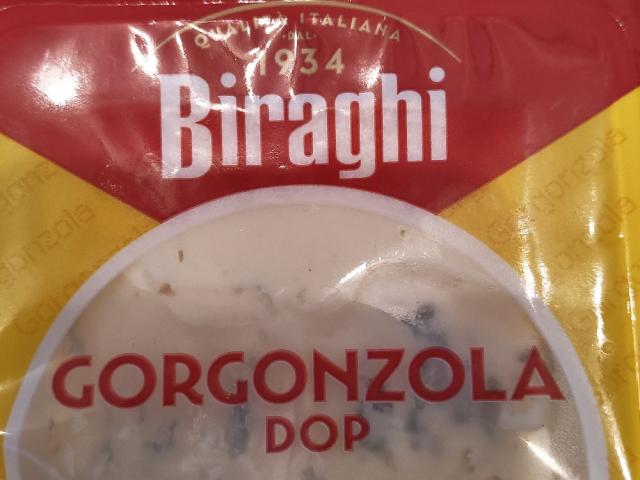 QUALITÀ ITALIANA
·DAL·
1934
Biraghi
GORGONZOLA
DOP